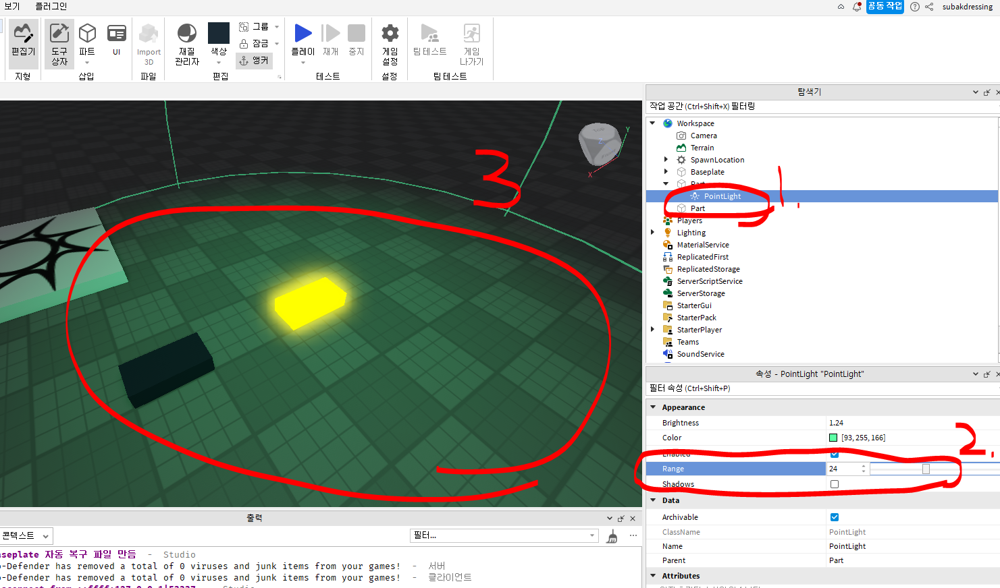 보기 플러그인
공동 작업 subakdressing
편집기 도구 상자 파트 UI Import 3D 재질 관리자 색상 그룹 잠금 앵커 플레이 재개 중지 게임 설정 팀 테스트 게임 나가기
지형 삽입 파일 편집 테스트 설정 팀 테스트
탐색기
작업 공간 (Ctrl+Shift+X) 필터링
Workspace
Camera
Terrain
SpawnLocation
Baseplate
Part
PointLight
Part
Players
Lighting
MaterialService
ReplicatedFirst
ReplicatedStorage
ServerScriptService
ServerStorage
StarterGui
StarterPack
StarterPlayer
Teams
SoundService
1.
3
Y
Z
X
속성 - PointLight "PointLight"
필터 속성 (Ctrl+Shift+P)
Appearance
Brightness 1.24
Color [93, 255, 166]
Enabled
Range 24
Shadows
2.
Data
Archivable
ClassName PointLight
Name PointLight
Parent Part
Attributes
출력
콘텍스트 필터...
aseplate 자동 복구 파일 만듬 - Studio
o-Defender has removed a total of 0 viruses and junk items from your games! - 서버
o-Defender has removed a total of 0 viruses and junk items from your games! - 클라이언트